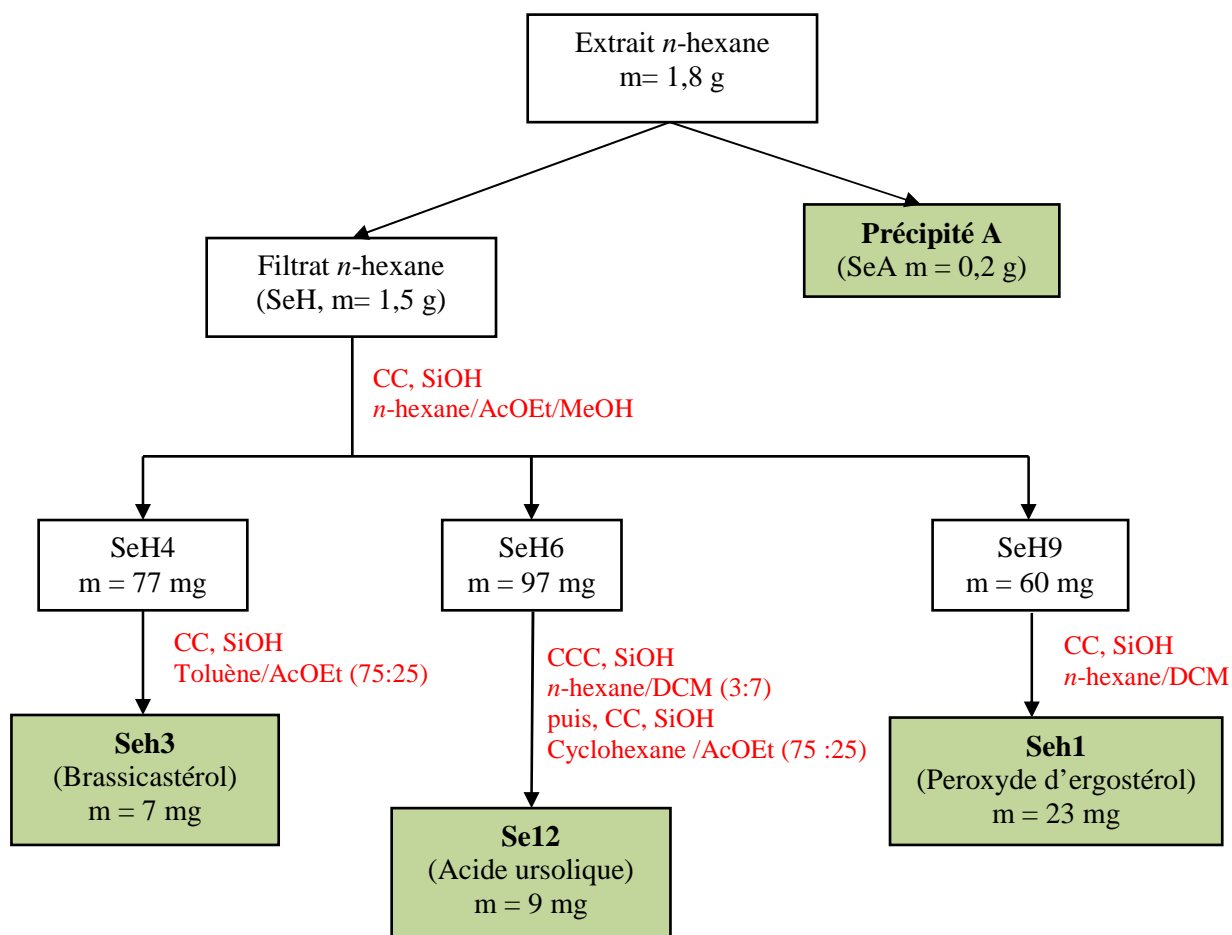 Extrait n-hexane
m= 1,8 g
Précipité A
(SeA m = 0,2 g)
Filtrat n-hexane
(SeH, m= 1,5 g)
CC, SiOH
n-hexane/AcOEt/MeOH
SeH4
m = 77 mg
SeH6
m = 97 mg
SeH9
m = 60 mg
CC, SiOH
Toluène/AcOEt (75:25)
CCC, SiOH
n-hexane/DCM (3:7)
puis, CC, SiOH
Cyclohexane /AcOEt (75 :25)
CC, SiOH
n-hexane/DCM
Seh3
(Brassicastérol)
m = 7 mg
Se12
(Acide ursolique)
m = 9 mg
Seh1
(Peroxyde d’ergostérol)
m = 23 mg